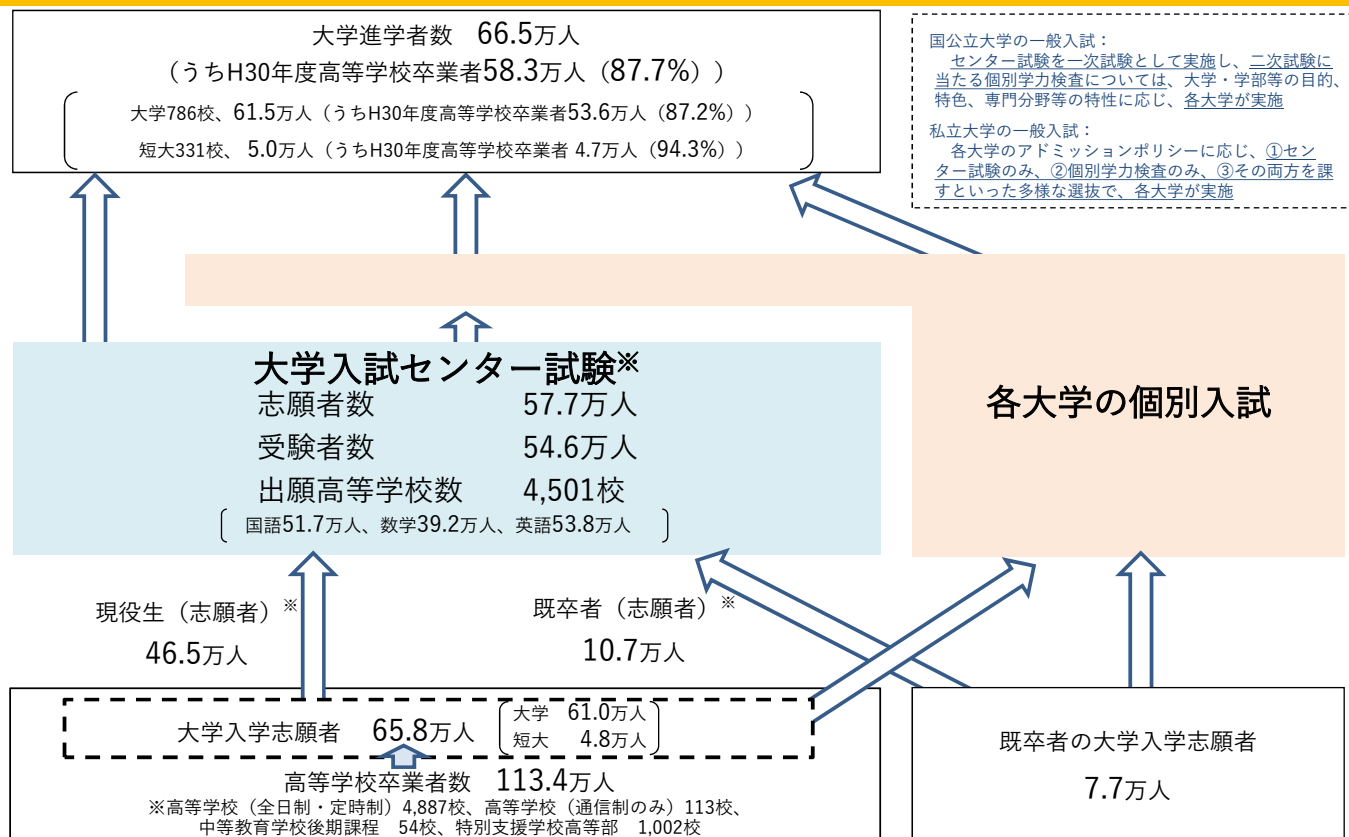 大学進学者数　66.5万人
（うちH30年度高等学校卒業者58.3万人（87.7%））
大学786校、61.5万人（うちH30年度高等学校卒業者53.6万人（87.2%））
短大331校、 5.0万人（うちH30年度高等学校卒業者 4.7万人（94.3%））
国公立大学の一般入試：
センター試験を一次試験として実施し、二次試験に
当たる個別学力検査については、大学・学部等の目的、
特色、専門分野等の特性に応じ、各大学が実施
私立大学の一般入試：
各大学のアドミッションポリシーに応じ、①セン
ター試験のみ、②個別学力検査のみ、③その両方を課
すといった多様な選抜で、各大学が実施
大学入試センター試験※
志願者数　57.7万人
受験者数　54.6万人
出願高等学校数　4,501校
国語51.7万人、数学39.2万人、英語53.8万人
各大学の個別入試
現役生（志願者）※
46.5万人
既卒者（志願者）※
10.7万人
大学入学志願者　65.8万人
大学　61.0万人
短大　4.8万人
高等学校卒業者数　113.4万人
※高等学校（全日制・定時制）4,887校、高等学校（通信制のみ）113校、
中等教育学校後期課程　54校、特別支援学校高等部　1,002校
既卒者の大学入学志願者
7.7万人